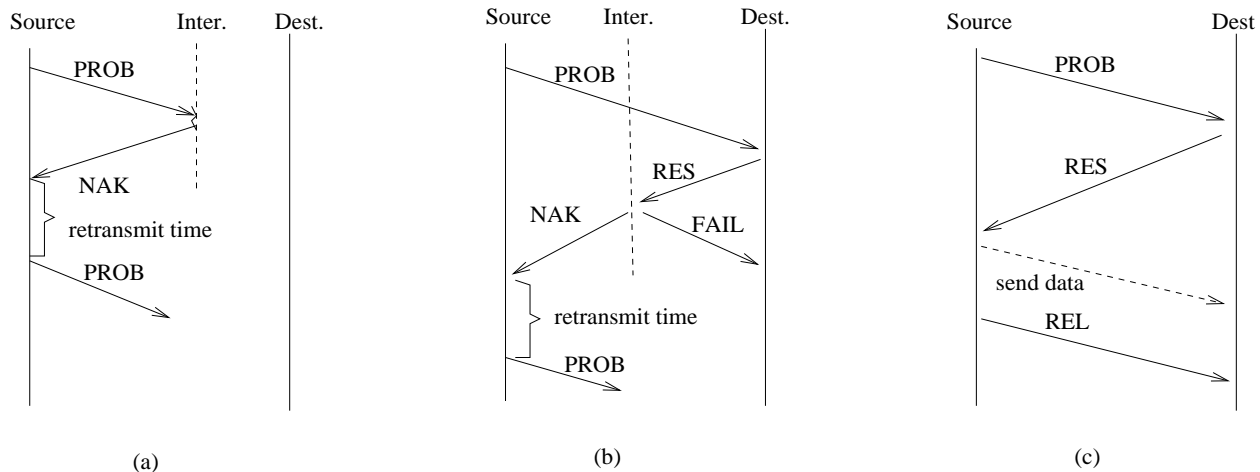 Source Inter. Dest.
PROB
NAK
retransmit time
PROB
(a)
Source Inter. Dest.
PROB
RES
NAK FAIL
retransmit time
PROB
(b)
Source Dest
PROB
RES
send data
REL
(c)